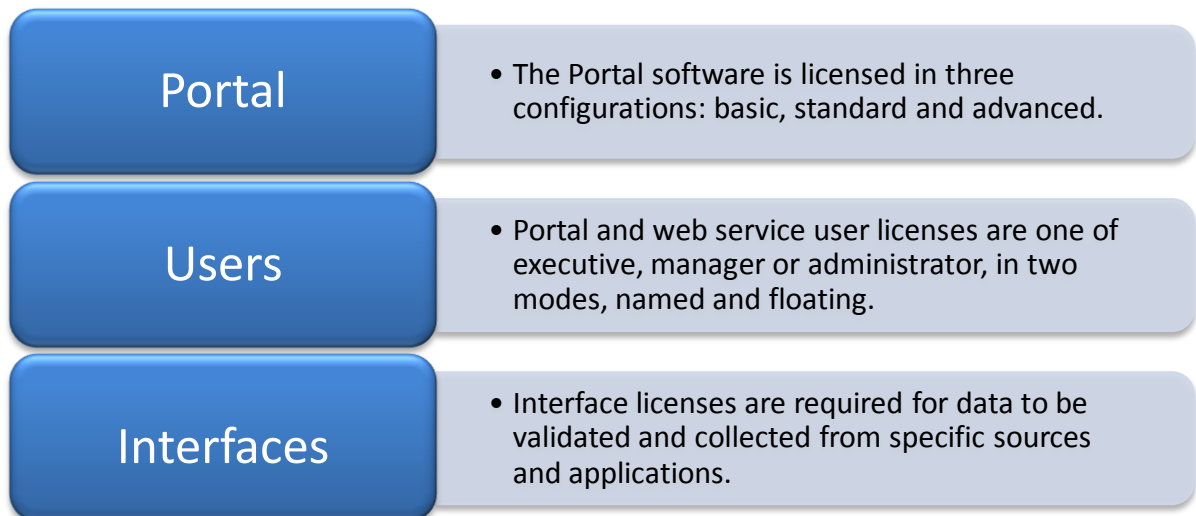 Portal
• The Portal software is licensed in three
configurations: basic, standard and advanced.
Users
• Portal and web service user licenses are one of
executive, manager or administrator, in two
modes, named and floating.
Interfaces
• Interface licenses are required for data to be
validated and collected from specific sources
and applications.